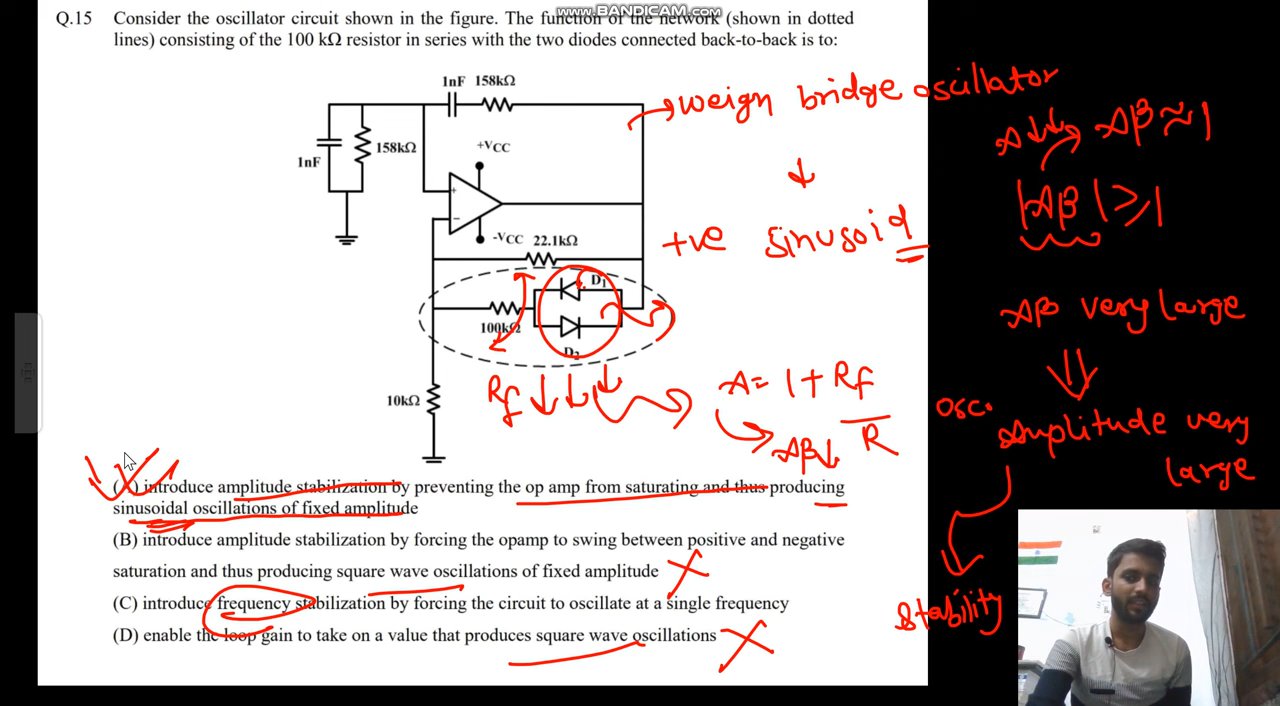 www.BANDICAM.com
Q.15 Consider the oscillator circuit shown in the figure. The function of the network (shown in dotted
lines) consisting of the 100 kΩ resistor in series with the two diodes connected back-to-back is to:
1nF 158kΩ
158kΩ
1nF
+VCC
+
−
-VCC 22.1kΩ
D1
100kΩ
D2
10kΩ
weign bridge oscillator
+ve sinusoid
A↓↓ Aβ ≈ 1
|Aβ| ≥ 1
Aβ very large
osc.
Amplitude very
large
Stability
Rf ↓ ↓ ↓
A = 1 + Rf
R
Aβ↓
(A) introduce amplitude stabilization by preventing the op amp from saturating and thus producing
sinusoidal oscillations of fixed amplitude
(B) introduce amplitude stabilization by forcing the opamp to swing between positive and negative
saturation and thus producing square wave oscillations of fixed amplitude
(C) introduce frequency stabilization by forcing the circuit to oscillate at a single frequency
(D) enable the loop gain to take on a value that produces square wave oscillations